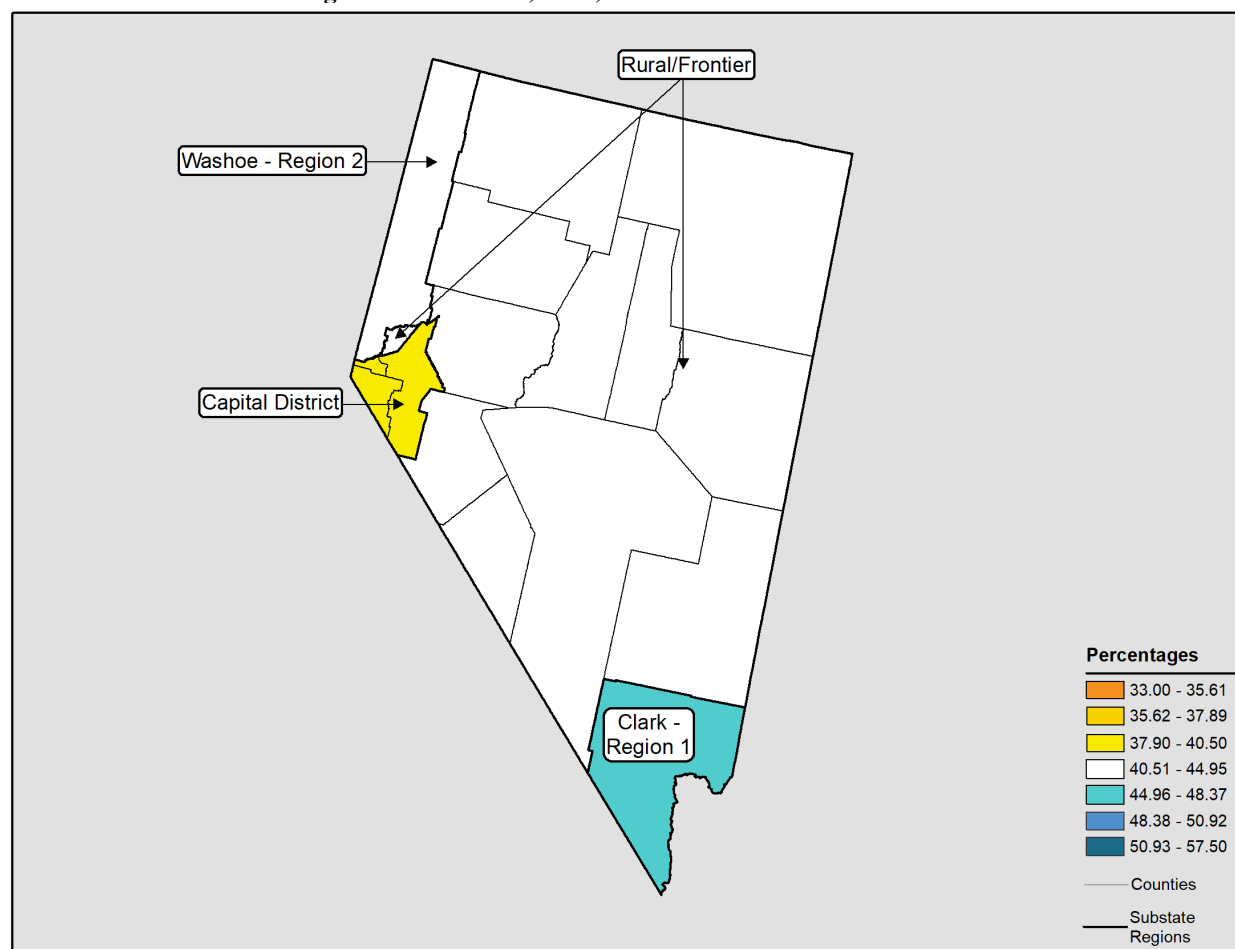 Rural/Frontier
Washoe - Region 2
Capital District
Clark -
Region 1
Percentages
33.00 - 35.61
35.62 - 37.89
37.90 - 40.50
40.51 - 44.95
44.96 - 48.37
48.38 - 50.92
50.93 - 57.50
Counties
Substate
Regions